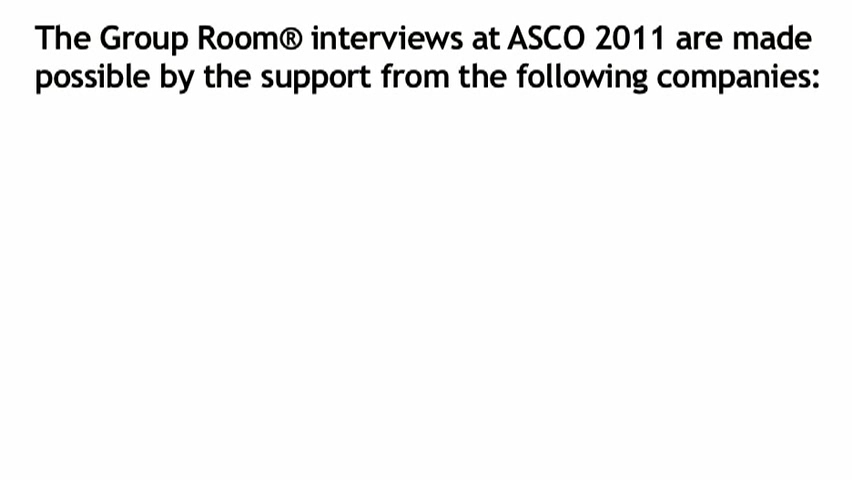 The Group Room® interviews at ASCO 2011 are made
possible by the support from the following companies: